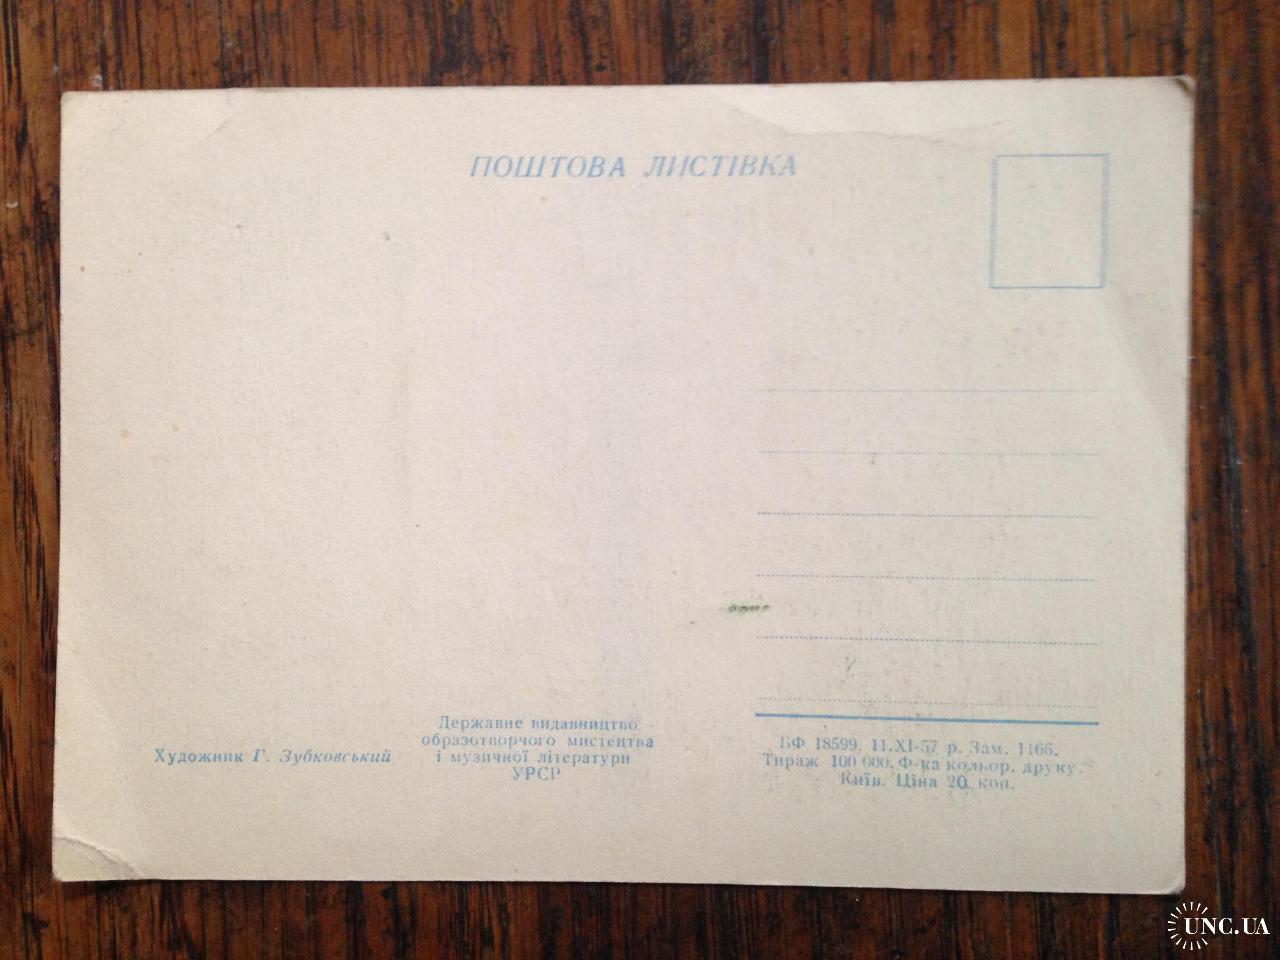 ПОШТОВА ЛИСТІВКА
Художник Г. Зубковський
Державне видавництво
образотворчого мистецтва
і музичної літератури
УРСР
БФ 18599. 11.XI-57 р. Зам. 1166.
Тираж 100 000. Ф-ка кольор. друку.
Київ. Ціна 20 коп.
UNC.UA